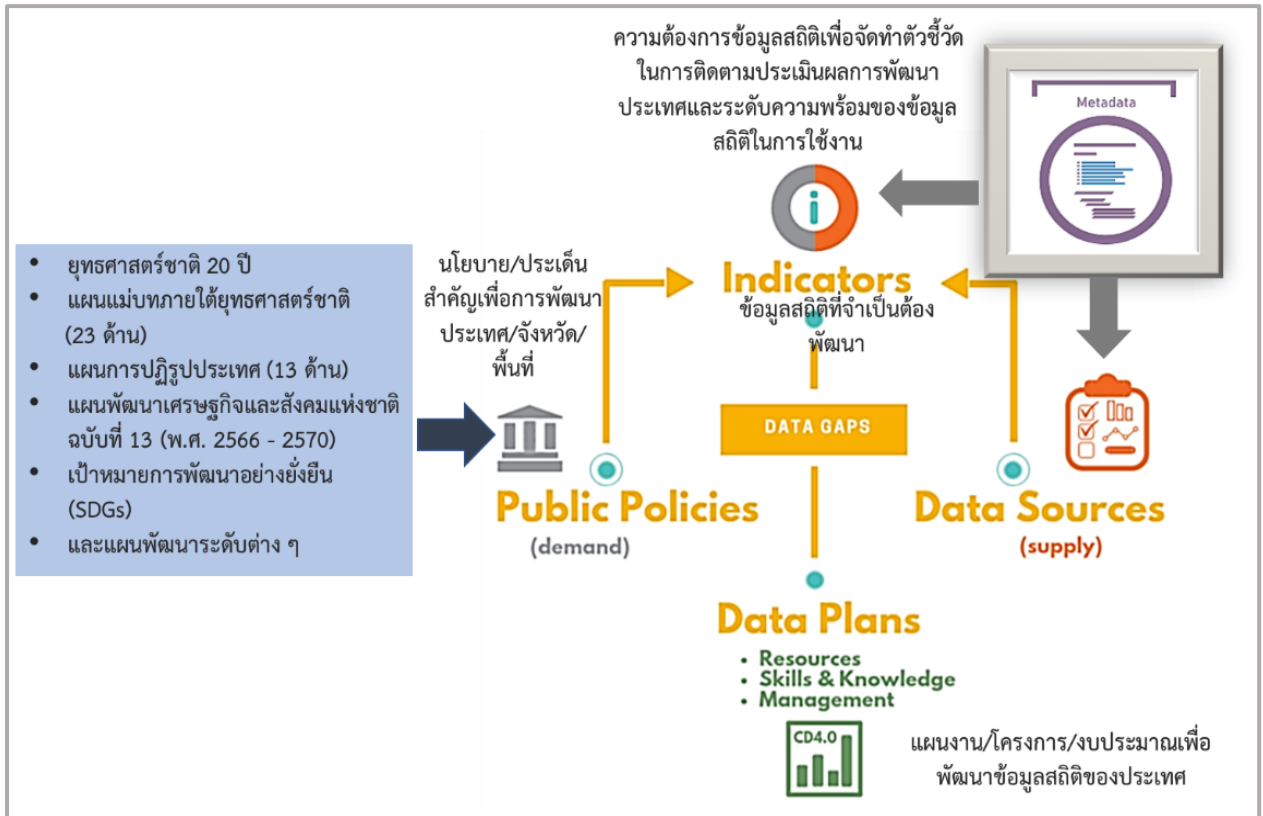 ความต้องการข้อมูลสถิติเพื่อจัดทำตัวชี้วัด
ในการติดตามประเมินผลการพัฒนา
ประเทศและระดับความพร้อมของข้อมูล
สถิติในการใช้งาน
Metadata
• ยุทธศาสตร์ชาติ 20 ปี
• แผนแม่บทภายใต้ยุทธศาสตร์ชาติ
(23 ด้าน)
• แผนการปฏิรูปประเทศ (13 ด้าน)
• แผนพัฒนาเศรษฐกิจและสังคมแห่งชาติ
ฉบับที่ 13 (พ.ศ. 2566 - 2570)
• เป้าหมายการพัฒนาอย่างยั่งยืน
(SDGs)
• และแผนพัฒนาระดับต่าง ๆ
นโยบาย/ประเด็น
สำคัญเพื่อการพัฒนา
ประเทศ/จังหวัด/
พื้นที่
i
Indicators
ข้อมูลสถิติที่จำเป็นต้อง
พัฒนา
DATA GAPS
Public Policies
(demand)
Data Sources
(supply)
Data Plans
• Resources
• Skills & Knowledge
• Management
CD4.0
แผนงาน/โครงการ/งบประมาณเพื่อ
พัฒนาข้อมูลสถิติของประเทศ